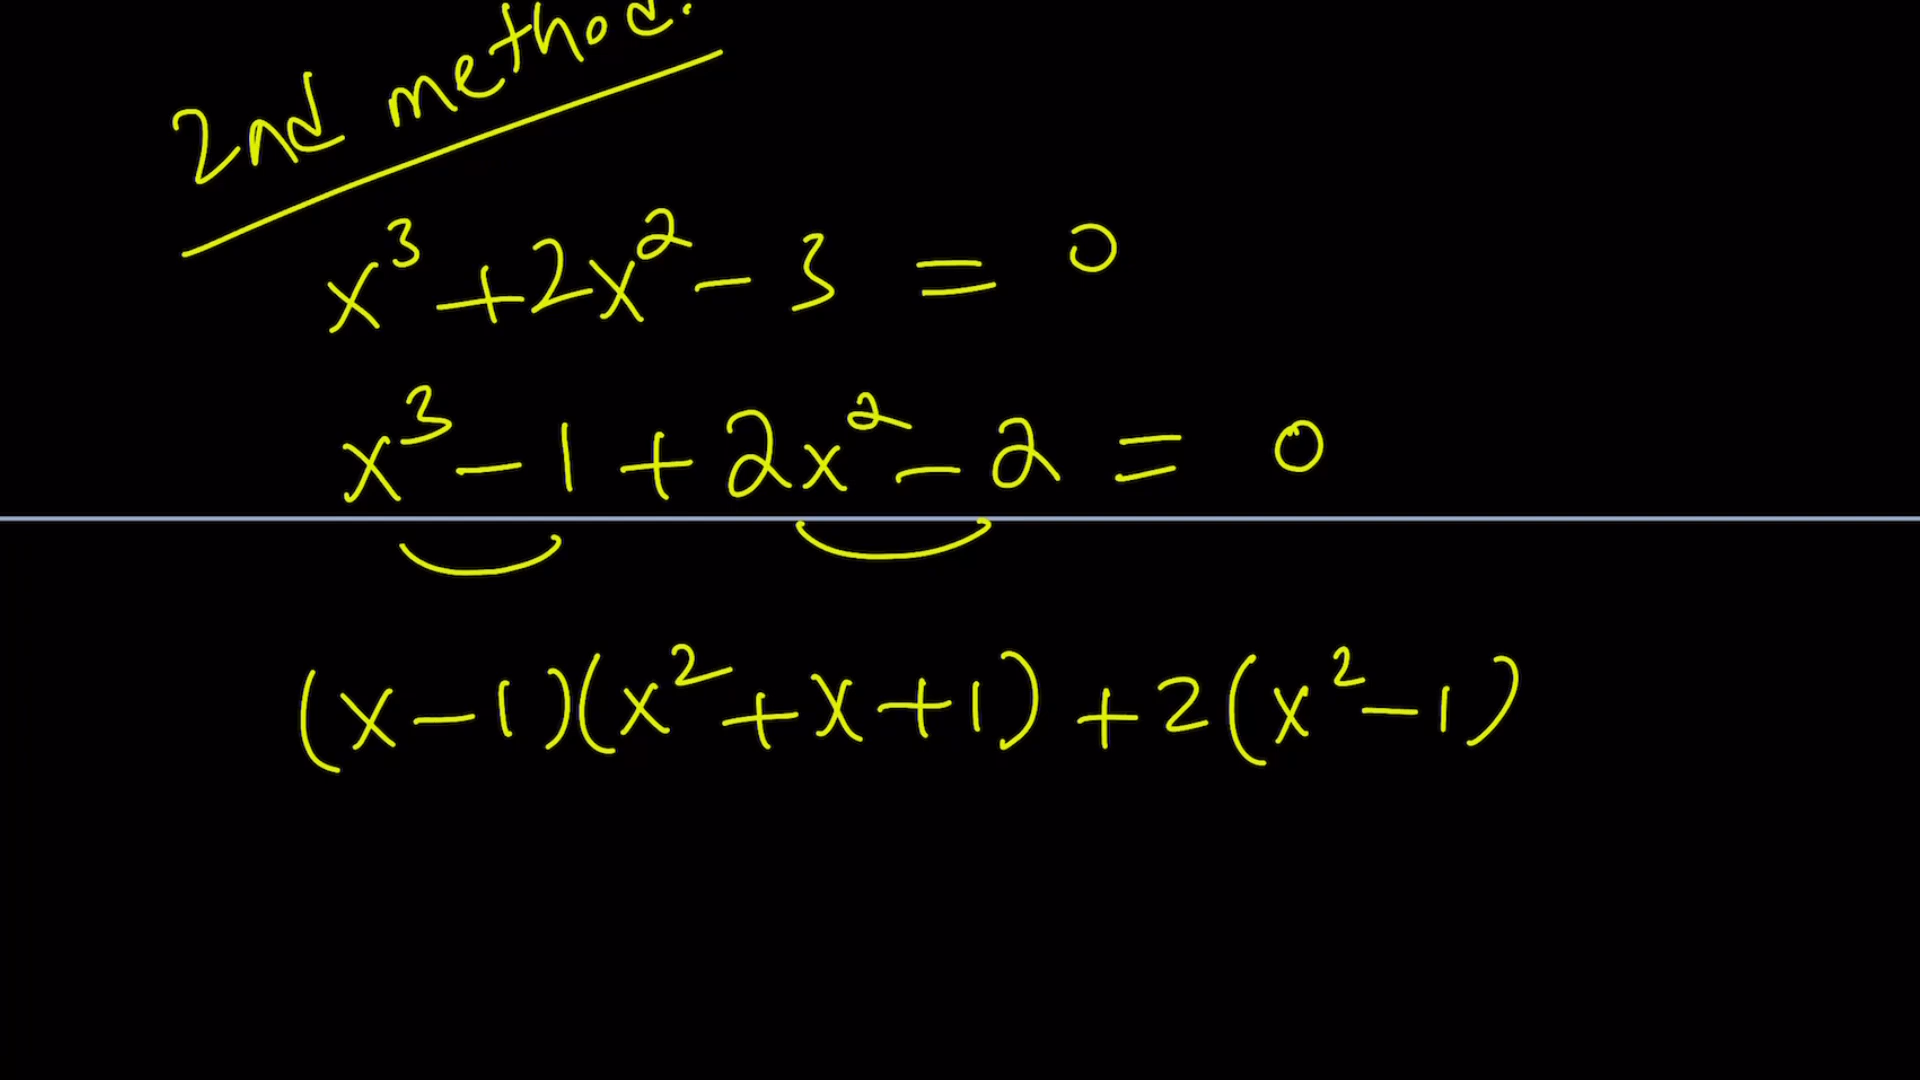 2nd method:
x³+2x²-3 = 0
x³-1+2x²-2 = 0
(x-1)(x²+x+1)+2(x²-1)